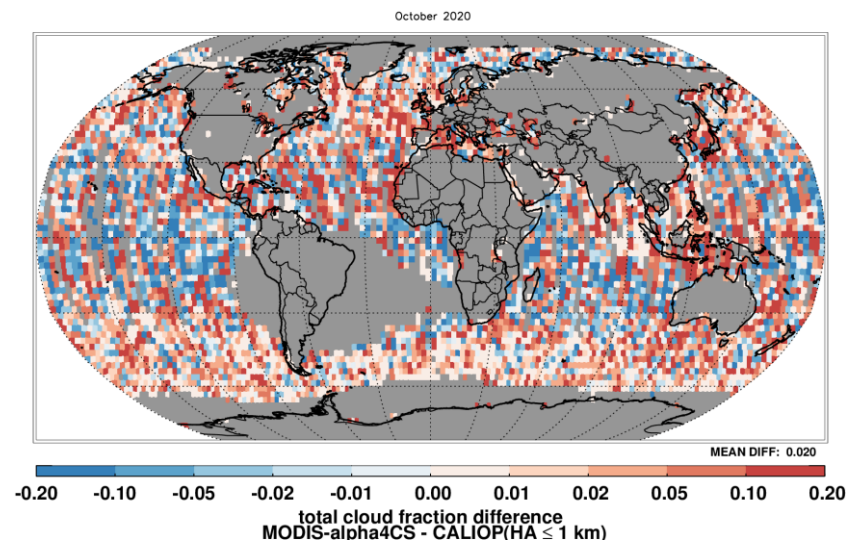 October 2020
MEAN DIFF: 0.020
-0.20 -0.10 -0.05 -0.02 -0.01 0.00 0.01 0.02 0.05 0.10 0.20
total cloud fraction difference
MODIS-alpha4CS - CALIOP(HA ≤ 1 km)